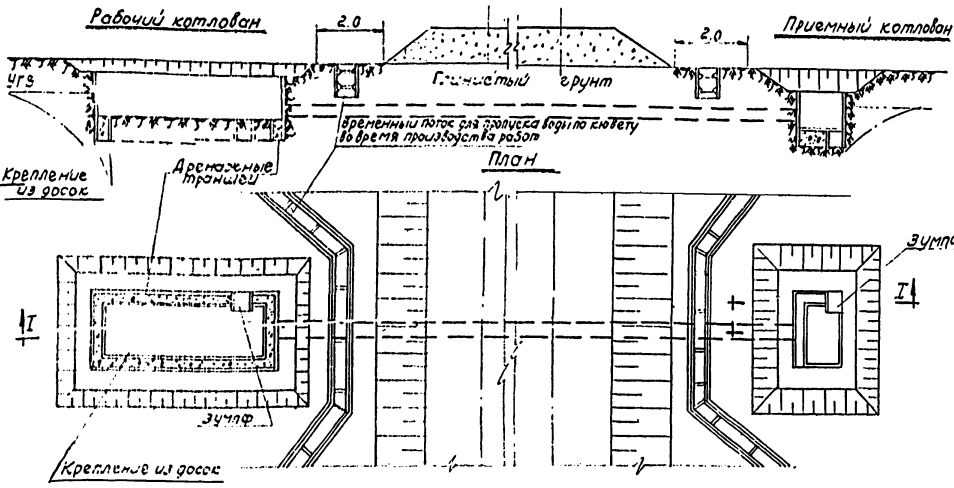 Рабочий котлован
2.0
2.0
Приемный котлован
УГВ
Глинистый грунт
Временный лоток для пропуска воды по кювету
во время производства работ
План
Крепление
из досок
Дренажные
траншеи
Зумпф
I
I
Зумпф
Крепление из досок